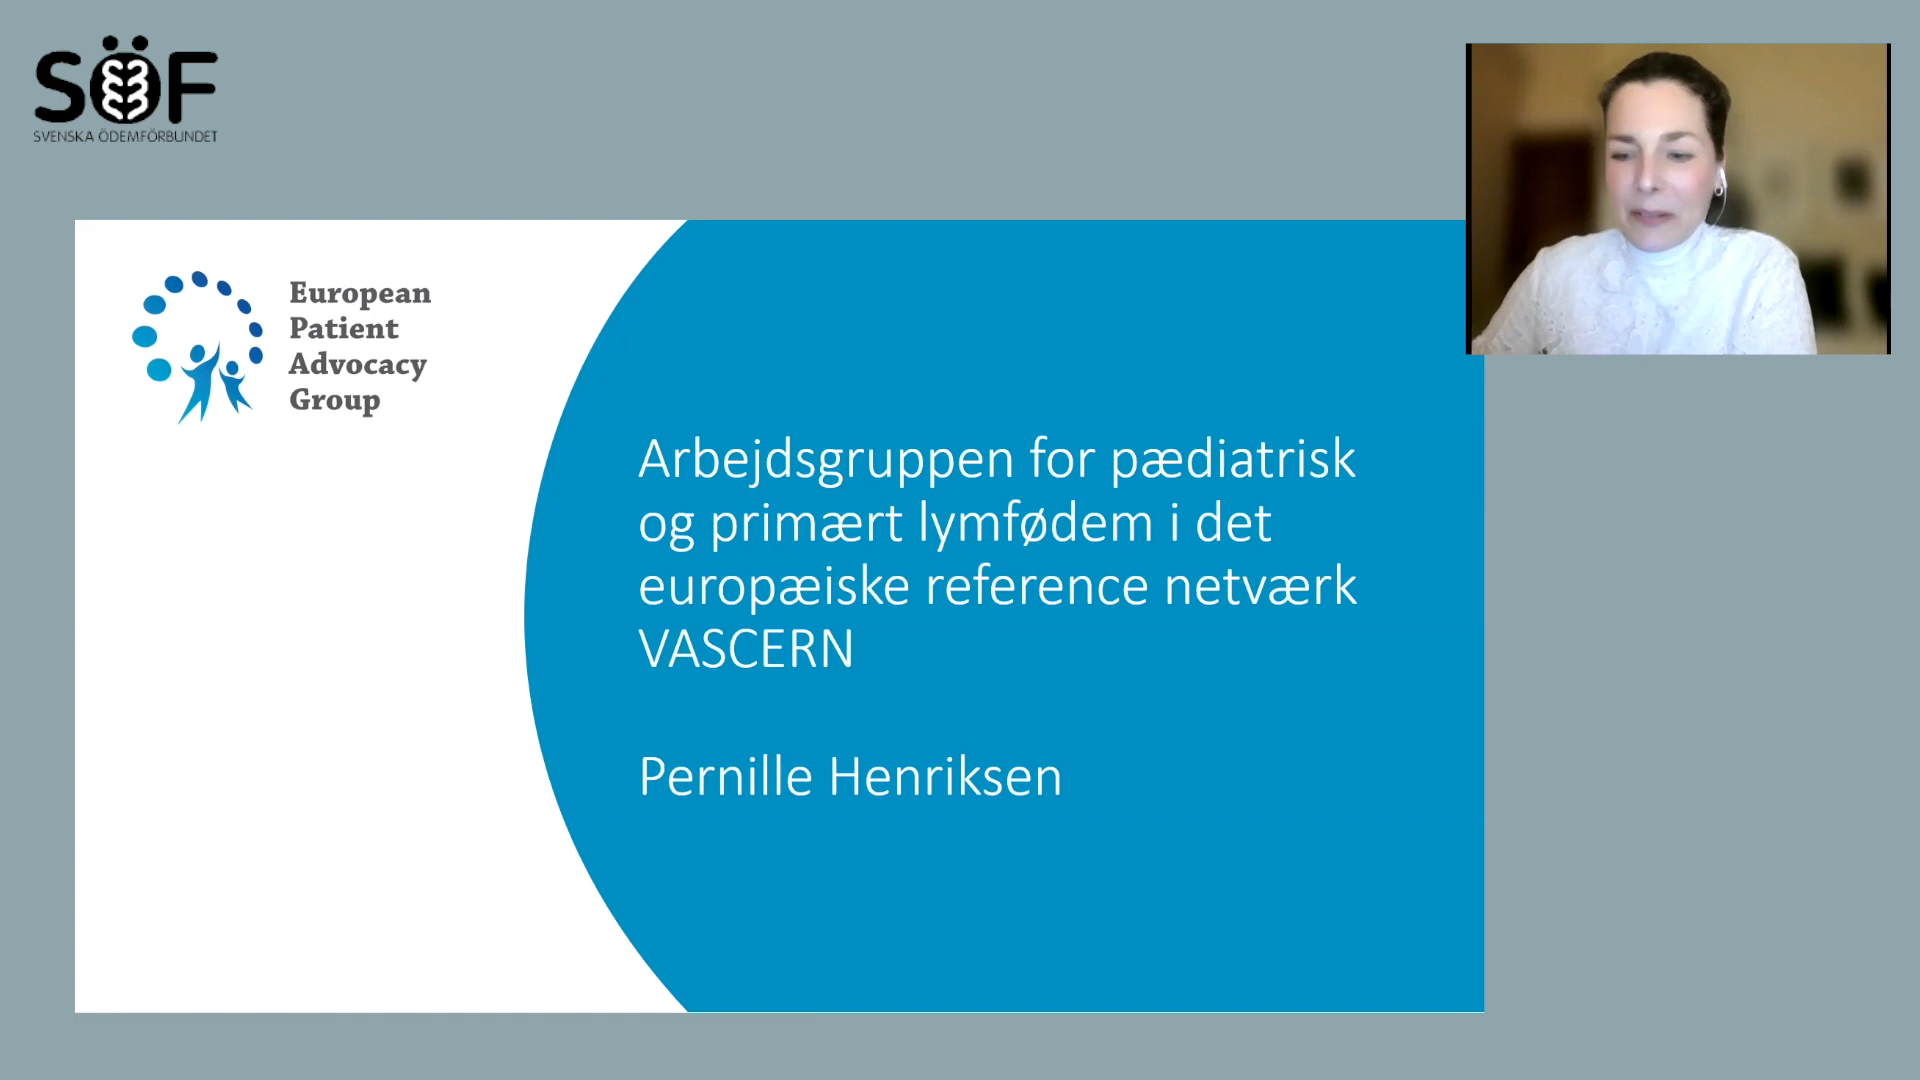 SÖF
SVENSKA ÖDEMFÖRBUNDET
European
Patient
Advocacy
Group
Arbejdsgruppen for pædiatrisk
og primært lymfødem i det
europæiske reference netværk
VASCERN
Pernille Henriksen